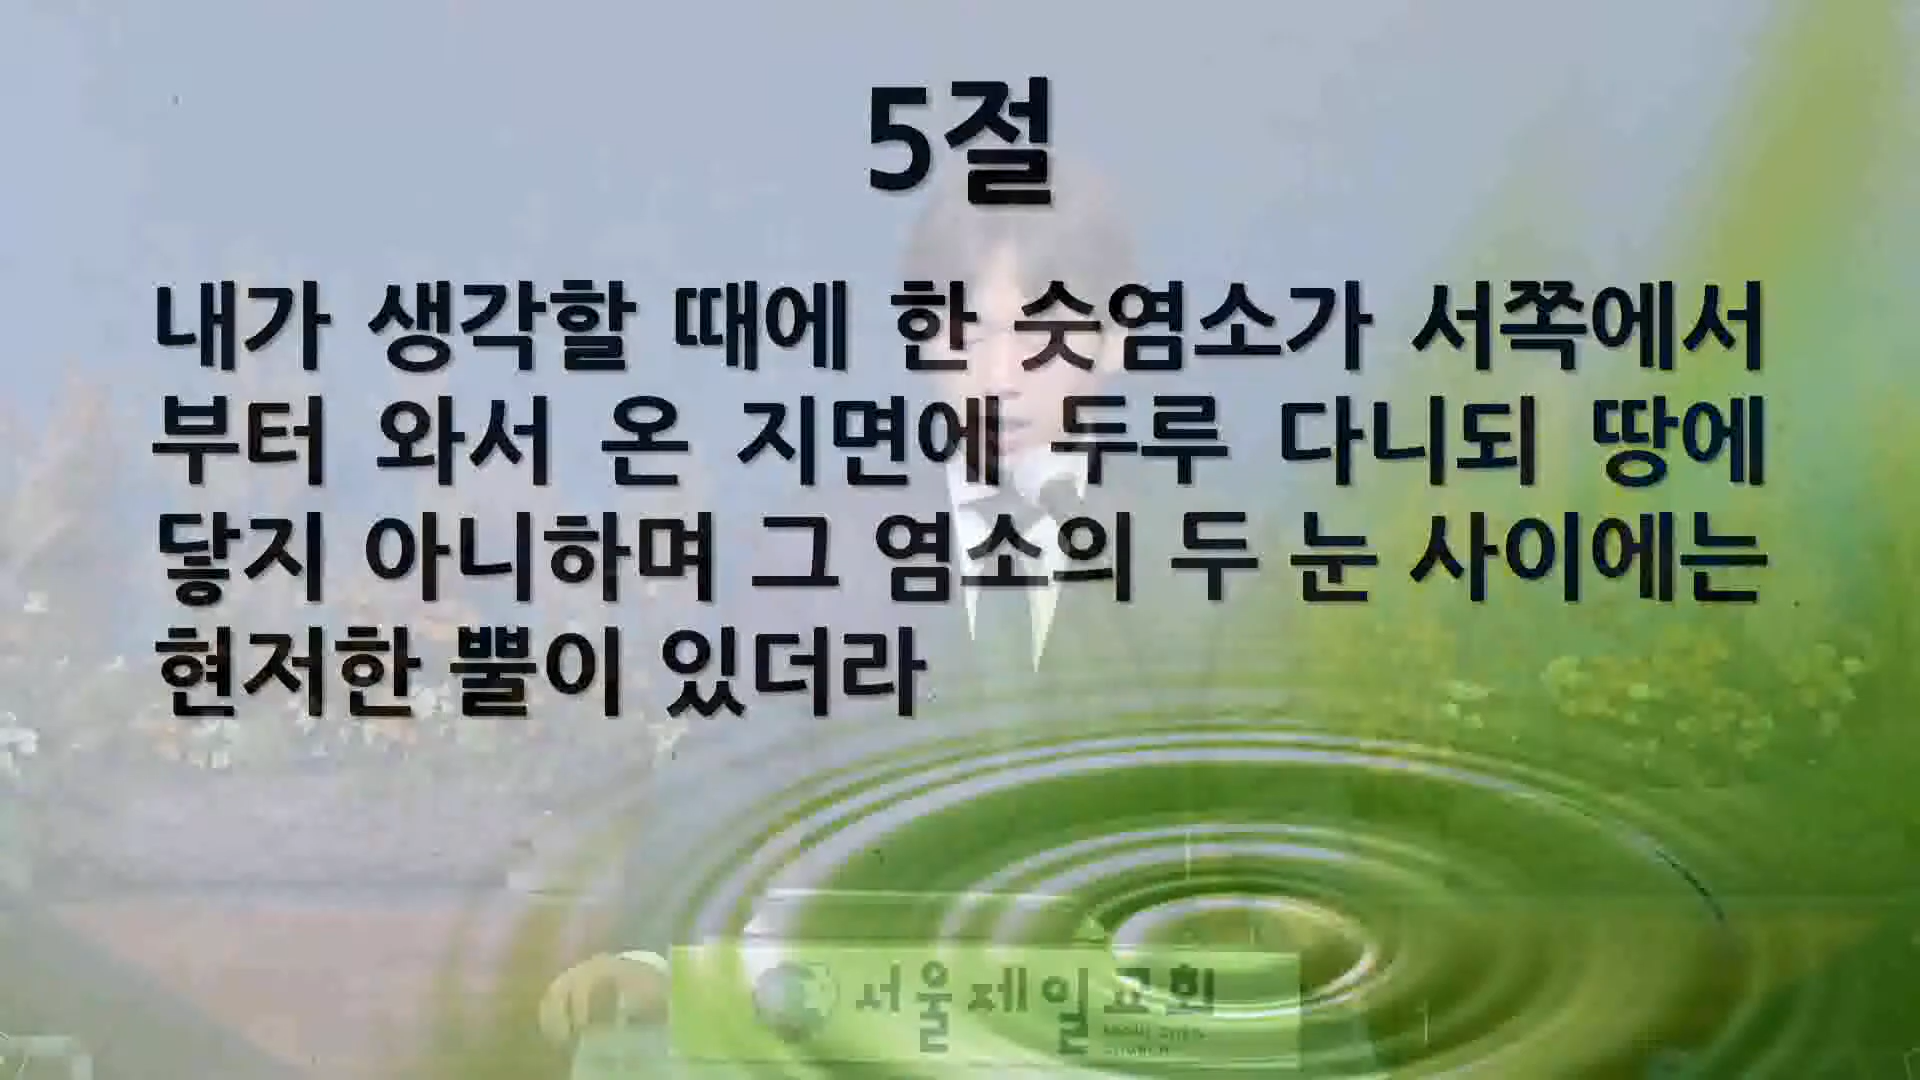 5절
내가 생각할 때에 한 숫염소가 서쪽에서
부터 와서 온 지면에 두루 다니되 땅에
닿지 아니하며 그 염소의 두 눈 사이에는
현저한 뿔이 있더라
서울제일교회
CHURCH